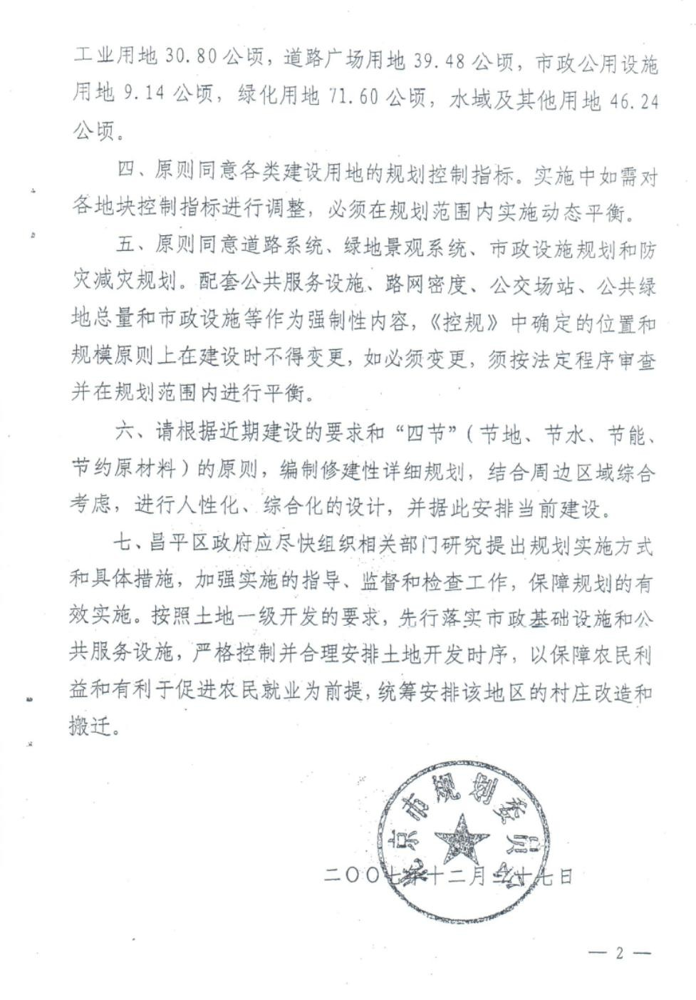 工业用地 30.80 公顷，道路广场用地 39.48 公顷，市政公用设施
用地 9.14 公顷，绿化用地 71.60 公顷，水域及其他用地 46.24
公顷。
四、原则同意各类建设用地的规划控制指标。实施中如需对
各地块控制指标进行调整，必须在规划范围内实施动态平衡。
五、原则同意道路系统、绿地景观系统、市政设施规划和防
灾减灾规划。配套公共服务设施、路网密度、公交场站、公共绿
地总量和市政设施等作为强制性内容，《控规》中确定的位置和
规模原则上在建设时不得变更，如必须变更，须按法定程序审查
并在规划范围内进行平衡。
六、请根据近期建设的要求和“四节”（节地、节水、节能、
节约原材料）的原则，编制修建性详细规划，结合周边区域综合
考虑，进行人性化、综合化的设计，并据此安排当前建设。
七、昌平区政府应尽快组织相关部门研究提出规划实施方式
和具体措施，加强实施的指导、监督和检查工作，保障规划的有
效实施。按照土地一级开发的要求，先行落实市政基础设施和公
共服务设施，严格控制并合理安排土地开发时序，以保障农民利
益和有利于促进农民就业为前提，统筹安排该地区的村庄改造和
搬迁。
北京市规划委员会
二〇〇七年十二月二十七日
— 2 —